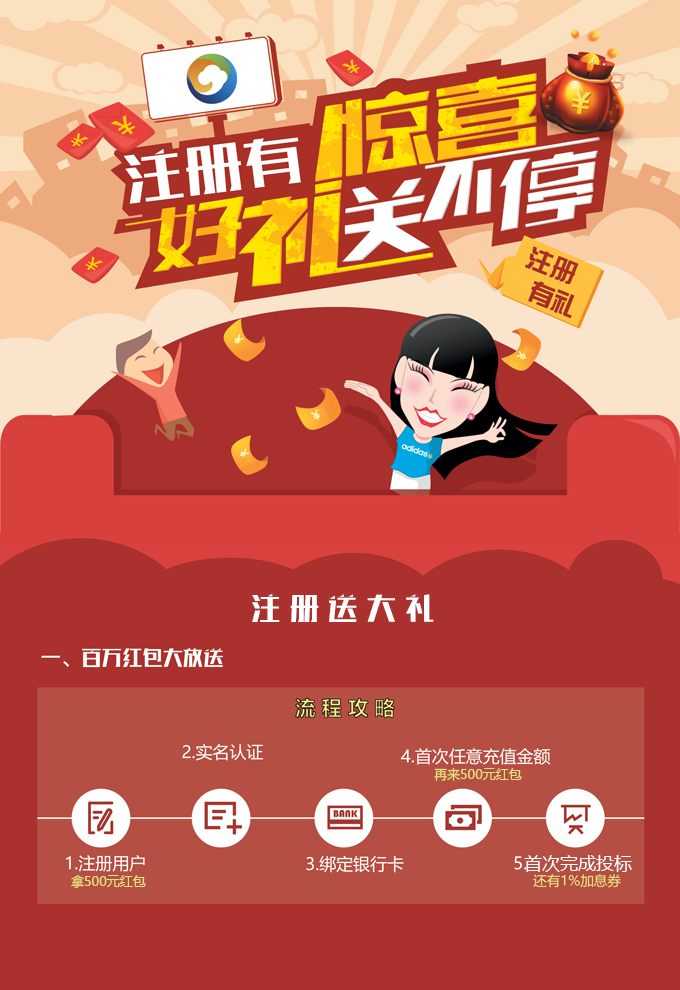 注册有
惊喜
好礼关不停
注册
有礼
adidas
注册送大礼
一、百万红包大放送
流程攻略
2.实名认证
4.首次任意充值金额
再来500元红包
BANK
1.注册用户
拿500元红包
3.绑定银行卡
5首次完成投标
还有1%加息券